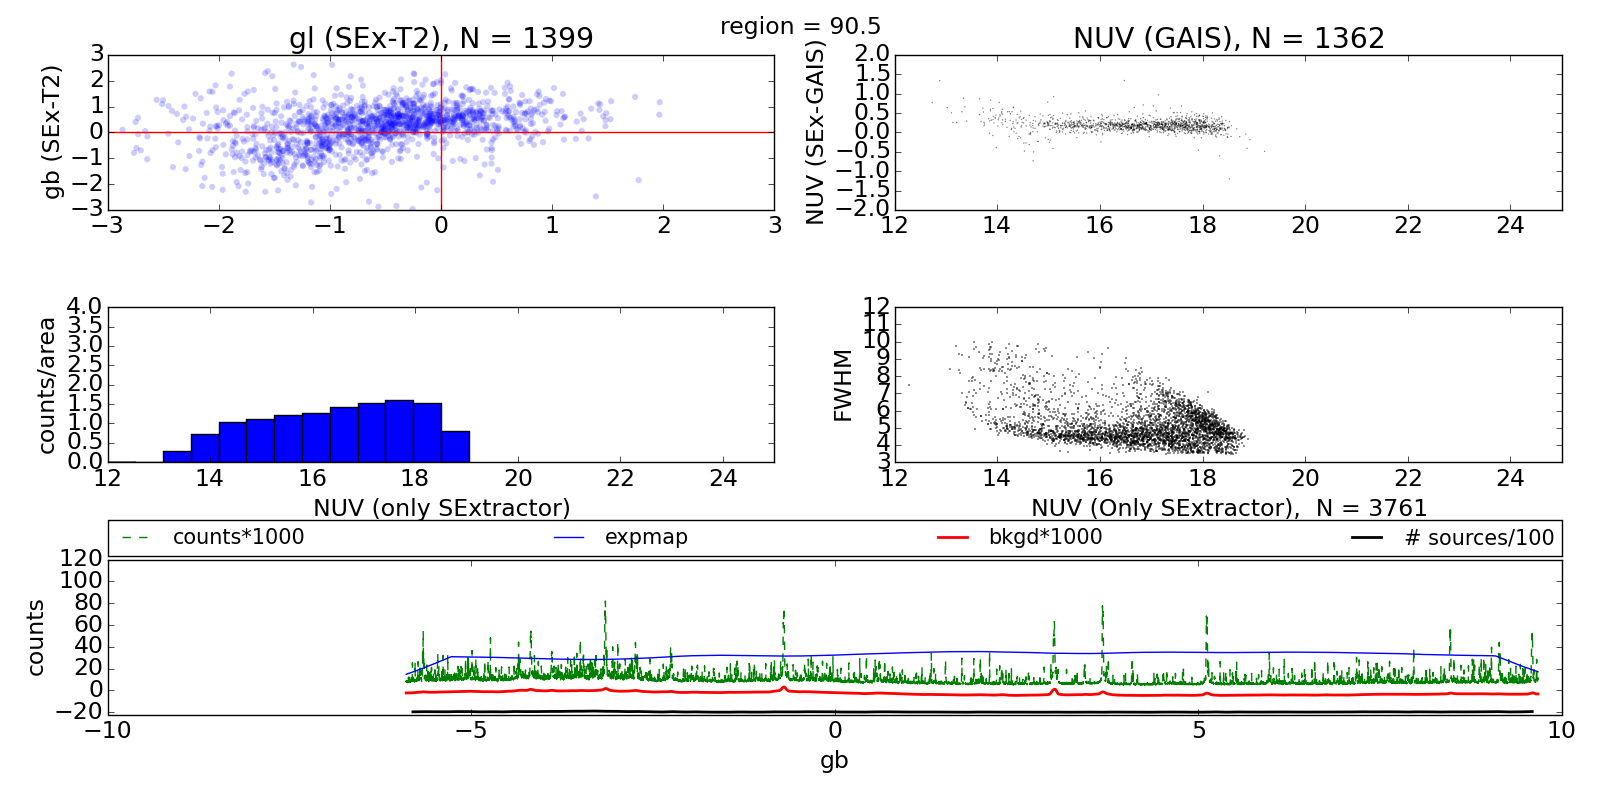 region = 90.5
gl (SEx-T2), N = 1399
NUV (GAIS), N = 1362
gb (SEx-T2)
3
2
1
0
−1
−2
−3
−3 −2 −1 0 1 2 3
NUV (SEx-GAIS)
2.0
1.5
1.0
0.5
0.0
−0.5
−1.0
−1.5
−2.0
12 14 16 18 20 22 24
counts/area
4.0
3.5
3.0
2.5
2.0
1.5
1.0
0.5
0.0
12 14 16 18 20 22 24
NUV (only SExtractor)
FWHM
12
11
10
9
8
7
6
5
4
3
12 14 16 18 20 22 24
NUV (Only SExtractor), N = 3761
counts*1000 expmap bkgd*1000 # sources/100
counts
120
100
80
60
40
20
0
−20
−10 −5 0 5 10
gb